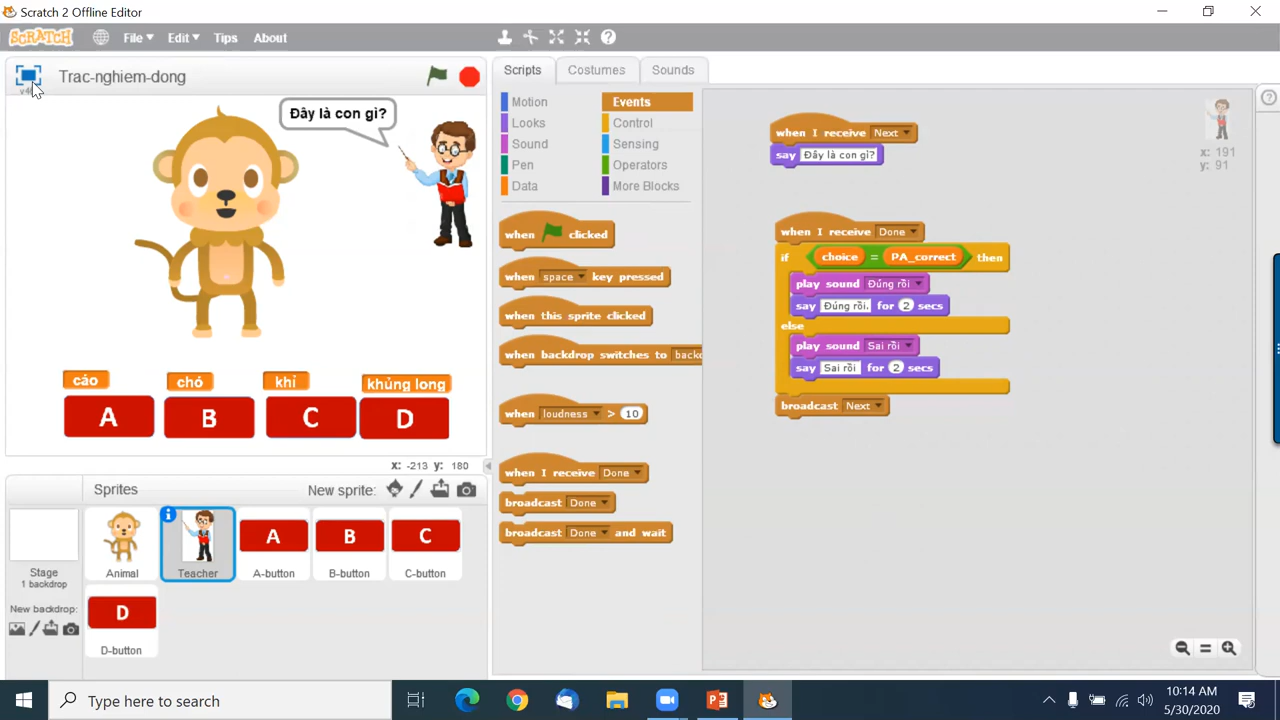 Scratch 2 Offline Editor
SCRATCH File Edit Tips About
Trac-nghiem-dong
Đây là con gì?
cáo chó khỉ khủng long
A B C D
x: -213 y: 180
Sprites New sprite:
Stage
1 backdrop
New backdrop:
Animal Teacher A A-button B B-button C C-button
D
D-button
Scripts Costumes Sounds
Motion Events
Looks Control
Sound Sensing
Pen Operators
Data More Blocks
when clicked
when space key pressed
when this sprite clicked
when backdrop switches to
when loudness > 10
when I receive Done
broadcast Done
broadcast Done and wait
when I receive Next
say Đây là con gì?
when I receive Done
if choice = PA_correct then
play sound Đúng rồi
say Đúng rồi. for 2 secs
else
play sound Sai rồi
say Sai rồi for 2 secs
broadcast Next
x: 191
y: 91
Type here to search
10:14 AM
5/30/2020